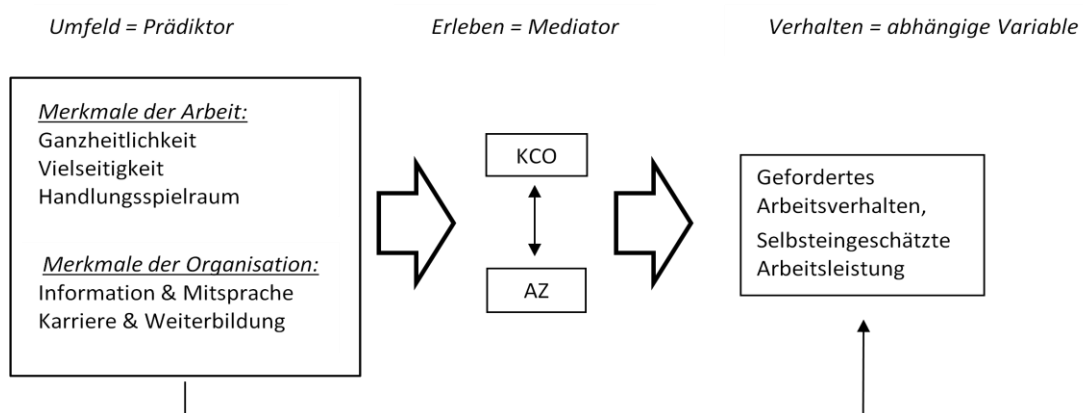 Umfeld = Prädiktor
Erleben = Mediator
Verhalten = abhängige Variable
Merkmale der Arbeit:
Ganzheitlichkeit
Vielseitigkeit
Handlungsspielraum
Merkmale der Organisation:
Information & Mitsprache
Karriere & Weiterbildung
KCO
AZ
Gefordertes
Arbeitsverhalten,
Selbsteingeschätzte
Arbeitsleistung